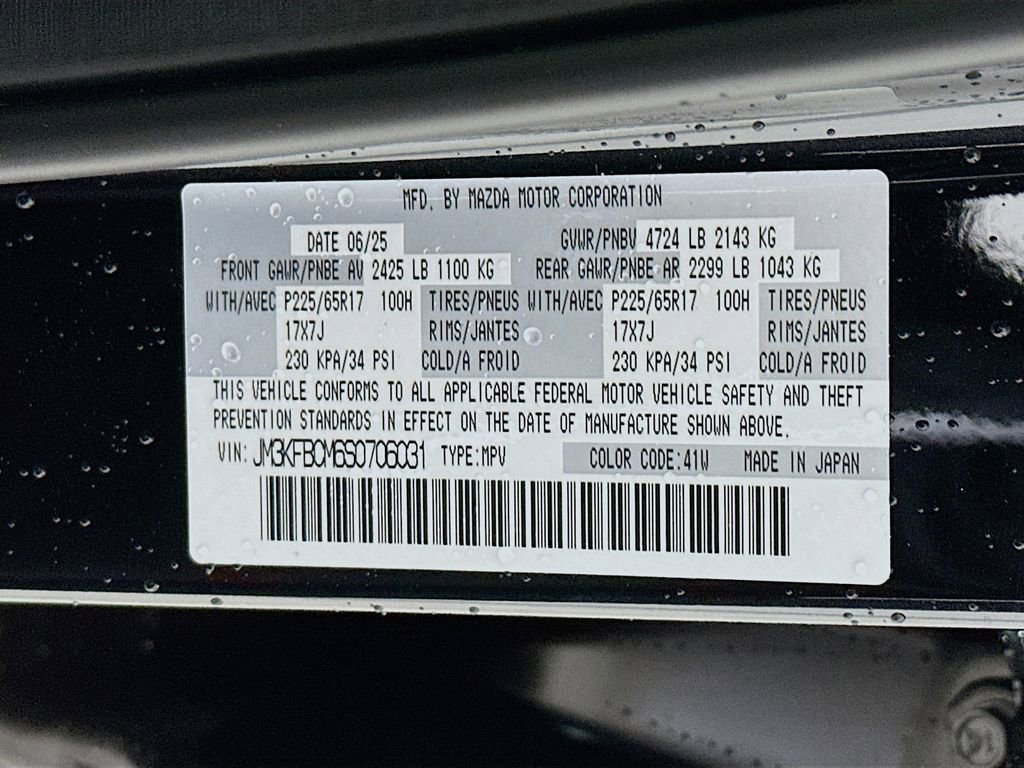 MFD. BY MAZDA MOTOR CORPORATION
DATE 06/25 GVWR/PNBV 4724 LB 2143 KG
FRONT GAWR/PNBE AV 2425 LB 1100 KG REAR GAWR/PNBE AR 2299 LB 1043 KG
WITH/AVEC P225/65R17 100H TIRES/PNEUS WITH/AVEC P225/65R17 100H TIRES/PNEUS
17X7J RIMS/JANTES 17X7J RIMS/JANTES
230 KPA/34 PSI COLD/A FROID 230 KPA/34 PSI COLD/A FROID
THIS VEHICLE CONFORMS TO ALL APPLICABLE FEDERAL MOTOR VEHICLE SAFETY AND THEFT
PREVENTION STANDARDS IN EFFECT ON THE DATE OF MANUFACTURE SHOWN ABOVE.
VIN: JM3KFBCM6S0706031 TYPE:MPV COLOR CODE:41W MADE IN JAPAN